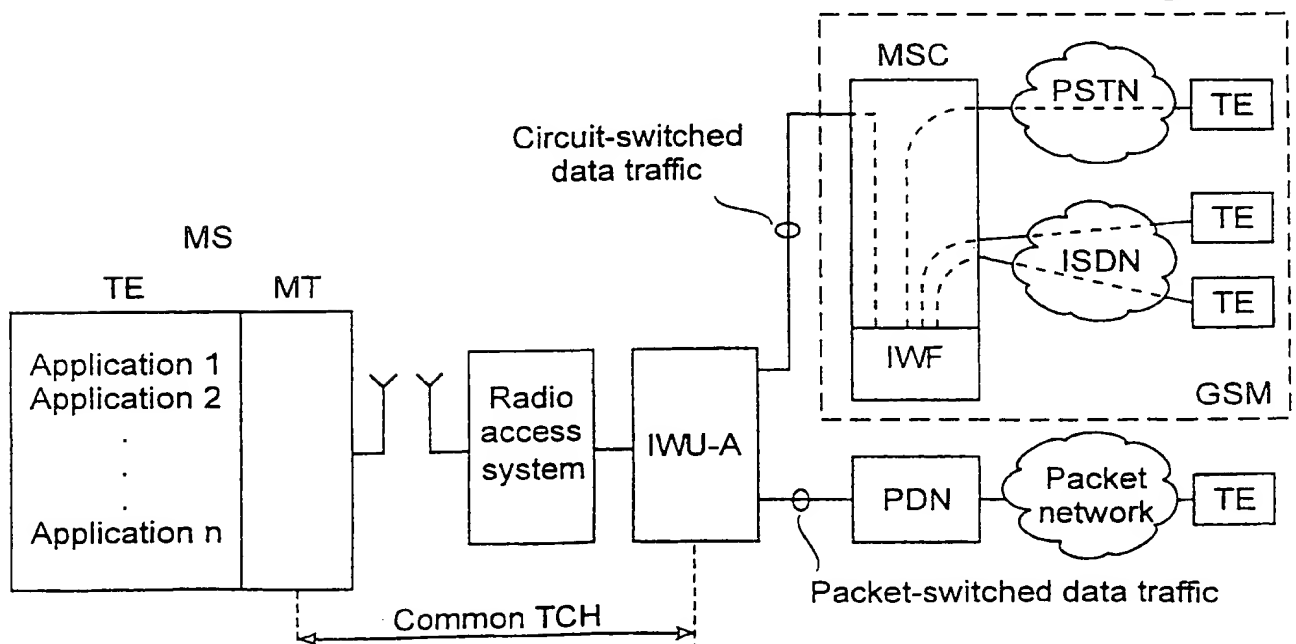 MS
TE
MT
Application 1
Application 2
.
.
.
Application n
Radio
access
system
IWU-A
Common TCH
Circuit-switched
data traffic
MSC
IWF
PSTN
TE
ISDN
TE
TE
GSM
PDN
Packet
network
TE
Packet-switched data traffic